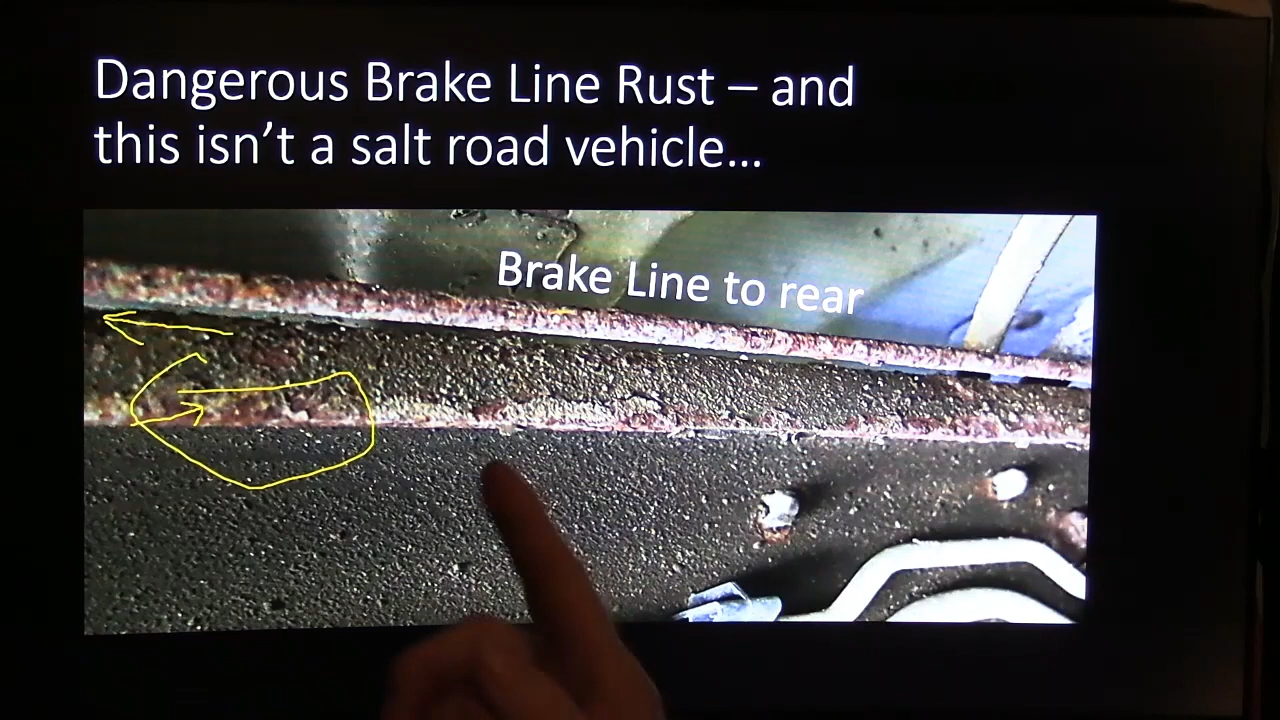 Dangerous Brake Line Rust – and
this isn't a salt road vehicle...
Brake Line to rear